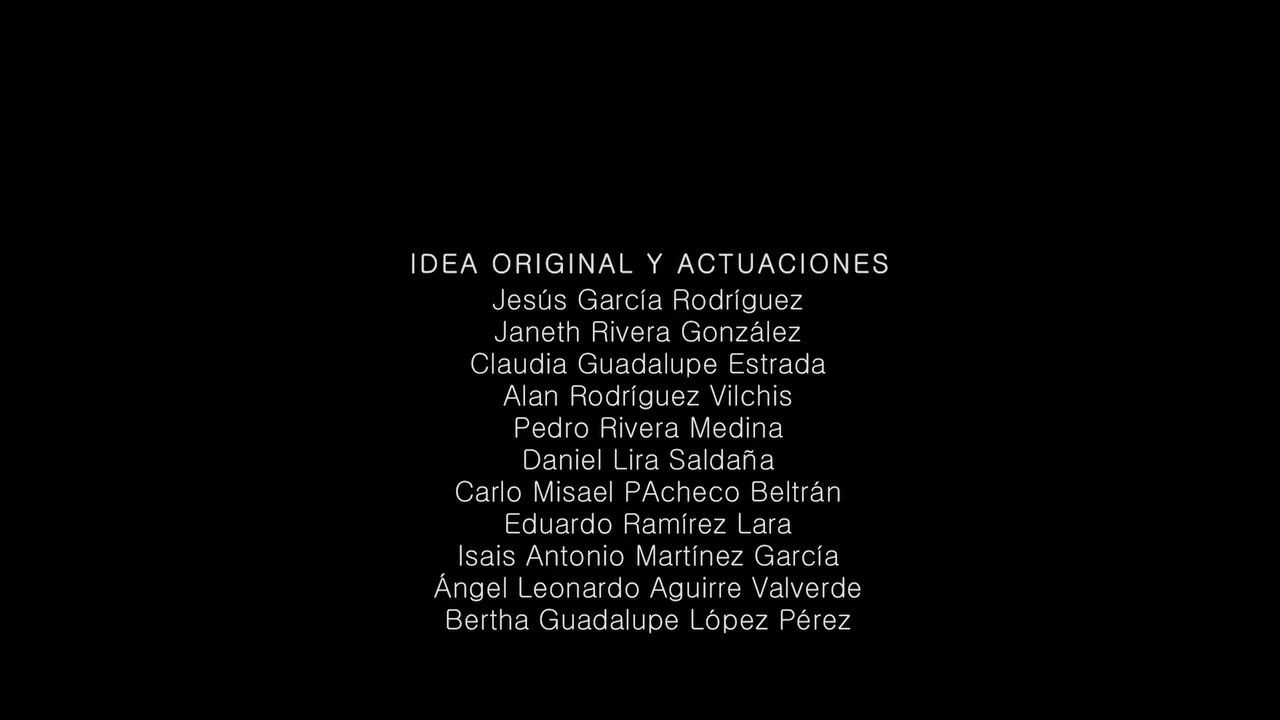 IDEA ORIGINAL Y ACTUACIONES
Jesús García Rodríguez
Janeth Rivera González
Claudia Guadalupe Estrada
Alan Rodríguez Vilchis
Pedro Rivera Medina
Daniel Lira Saldaña
Carlo Misael PAcheco Beltrán
Eduardo Ramírez Lara
Isais Antonio Martínez García
Ángel Leonardo Aguirre Valverde
Bertha Guadalupe López Pérez